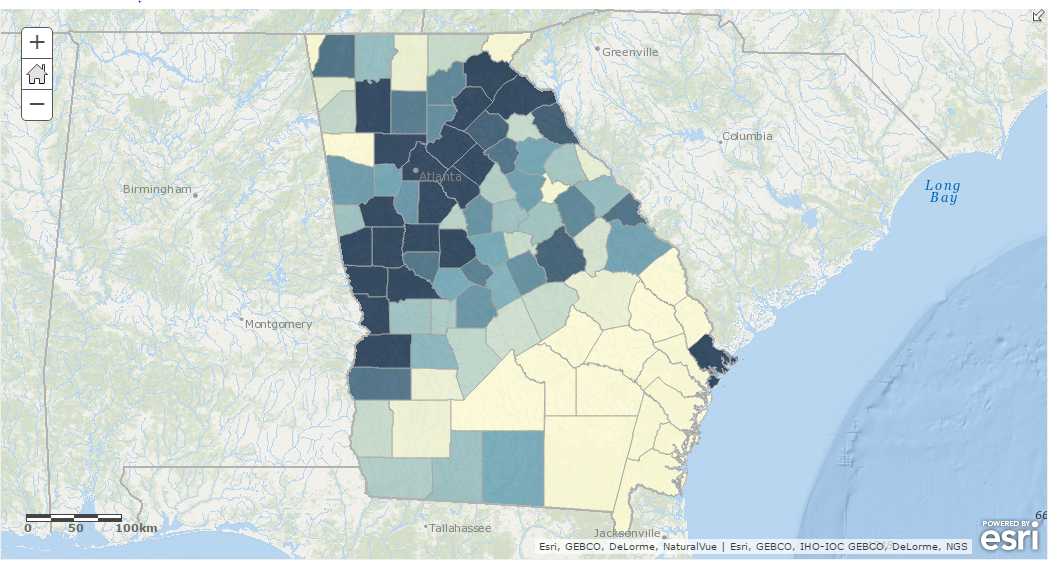 +
−
Greenville
Columbia
Atlanta
Birmingham
Long
Bay
Montgomery
0 50 100km
Tallahassee
Jacksonville
66
POWERED BY
esri
Esri, GEBCO, DeLorme, NaturalVue | Esri, GEBCO, IHO-IOC GEBCO, DeLorme, NGS